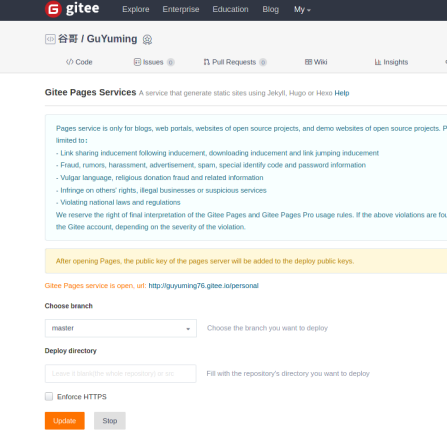 gitee Explore Enterprise Education Blog My
谷哥 / GuYuming
Code Issues 0 Pull Requests 0 Wiki Insights
Gitee Pages Services A service that generate static sites using Jekyll, Hugo or Hexo Help
Pages service is only for blogs, web portals, websites of open source projects, and demo websites of open source projects. P
limited to:
- Link sharing inducement following inducement, downloading inducement and link jumping inducement
- Fraud, rumors, harassment, advertisement, spam, special identify code and password information
- Vulgar language, religious donation fraud and related information
- Infringe on others' rights, illegal businesses or suspicious services
- Violating national laws and regulations
We reserve the right of final interpretation of the Gitee Pages and Gitee Pages Pro usage rules. If the above violations are fou
the Gitee account, depending on the severity of the violation.
After opening Pages, the public key of the pages server will be added to the deploy public keys.
Gitee Pages service is open, url: http://guyuming76.gitee.io/personal
Choose branch
master Choose the branch you want to deploy
Deploy directory
Fill with the repository's directory you want to deploy
Enforce HTTPS
Update Stop